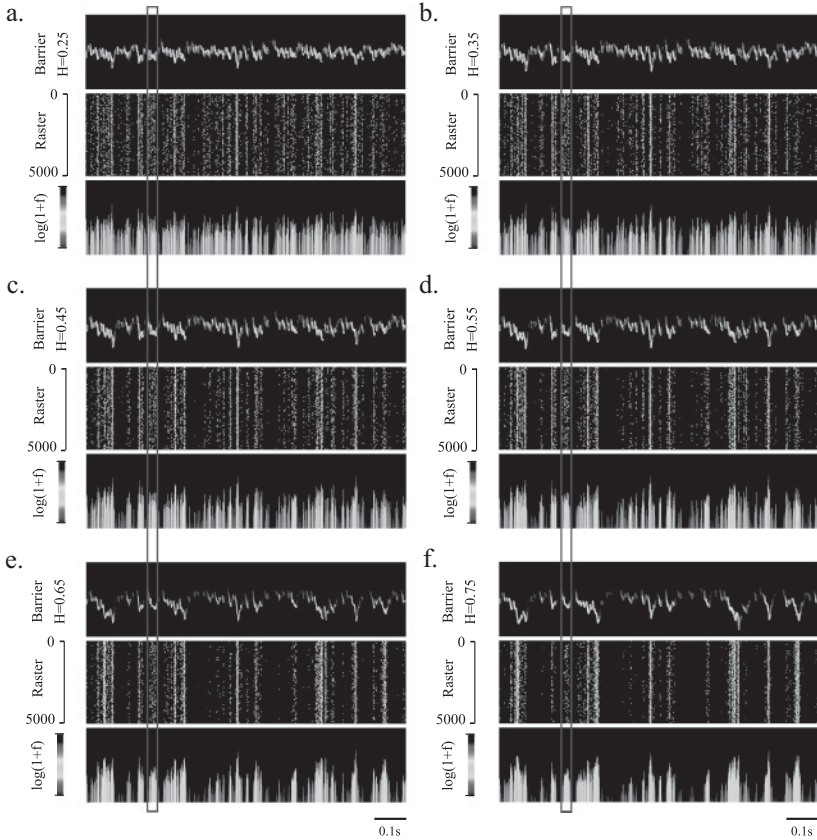 a.
Barrier
H=0.25
0
Raster
5000
log(1+f)
b.
Barrier
H=0.35
0
Raster
5000
log(1+f)
c.
Barrier
H=0.45
0
Raster
5000
log(1+f)
d.
Barrier
H=0.55
0
Raster
5000
log(1+f)
e.
Barrier
H=0.65
0
Raster
5000
log(1+f)
0.1s
f.
Barrier
H=0.75
0
Raster
5000
log(1+f)
0.1s